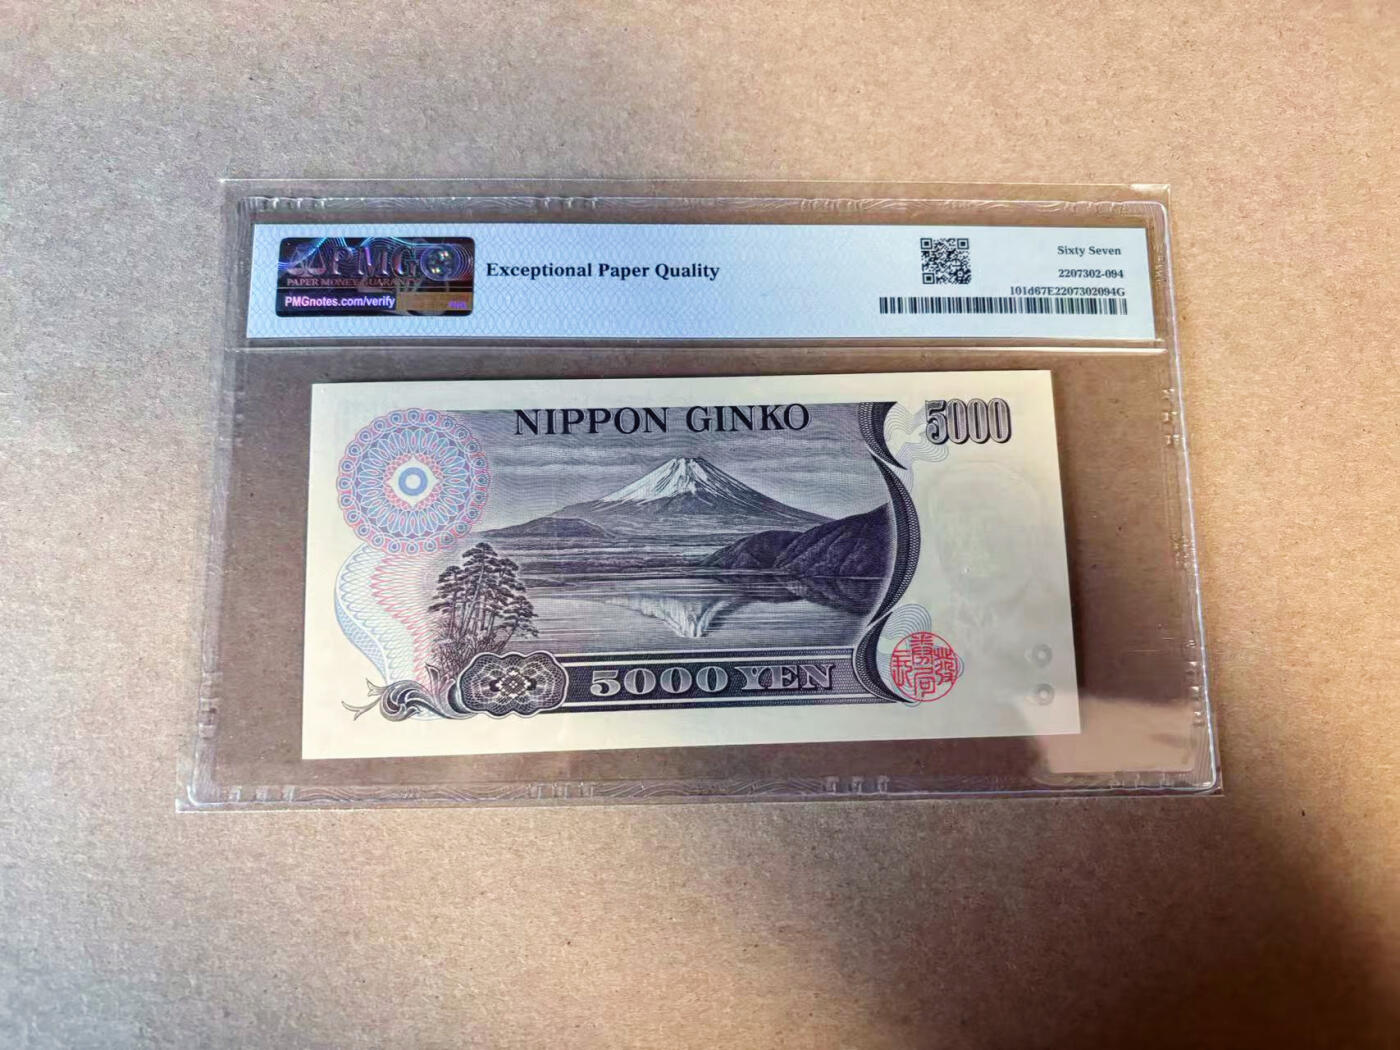 PMG
PAPER MONEY GUARANTY
PMGnotes.com/verify
Exceptional Paper Quality
Sixty Seven
2207302-094
101d67E2207302094G
NIPPON GINKO
5000
5000 YEN